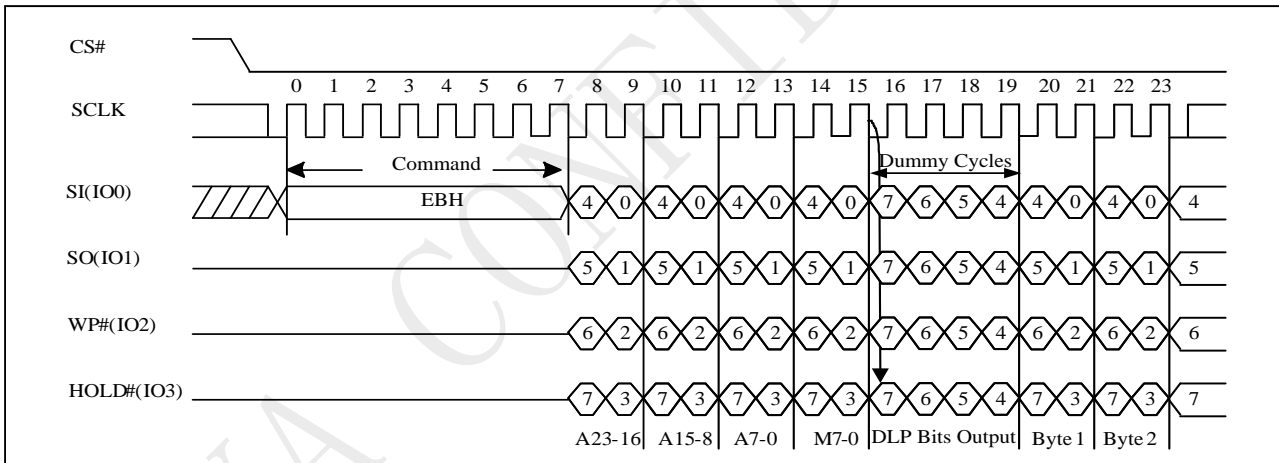 CS#
0 1 2 3 4 5 6 7 8 9 10 11 12 13 14 15 16 17 18 19 20 21 22 23
SCLK
Command
Dummy Cycles
SI(IO0)
EBH
4 0 4 0 4 0 4 0 7 6 5 4 4 0 4 0 4
SO(IO1)
5 1 5 1 5 1 5 1 7 6 5 4 5 1 5 1 5
WP#(IO2)
6 2 6 2 6 2 6 2 7 6 5 4 6 2 6 2 6
HOLD#(IO3)
7 3 7 3 7 3 7 3 7 6 5 4 7 3 7 3 7
A23-16 A15-8 A7-0 M7-0 DLP Bits Output Byte 1 Byte 2